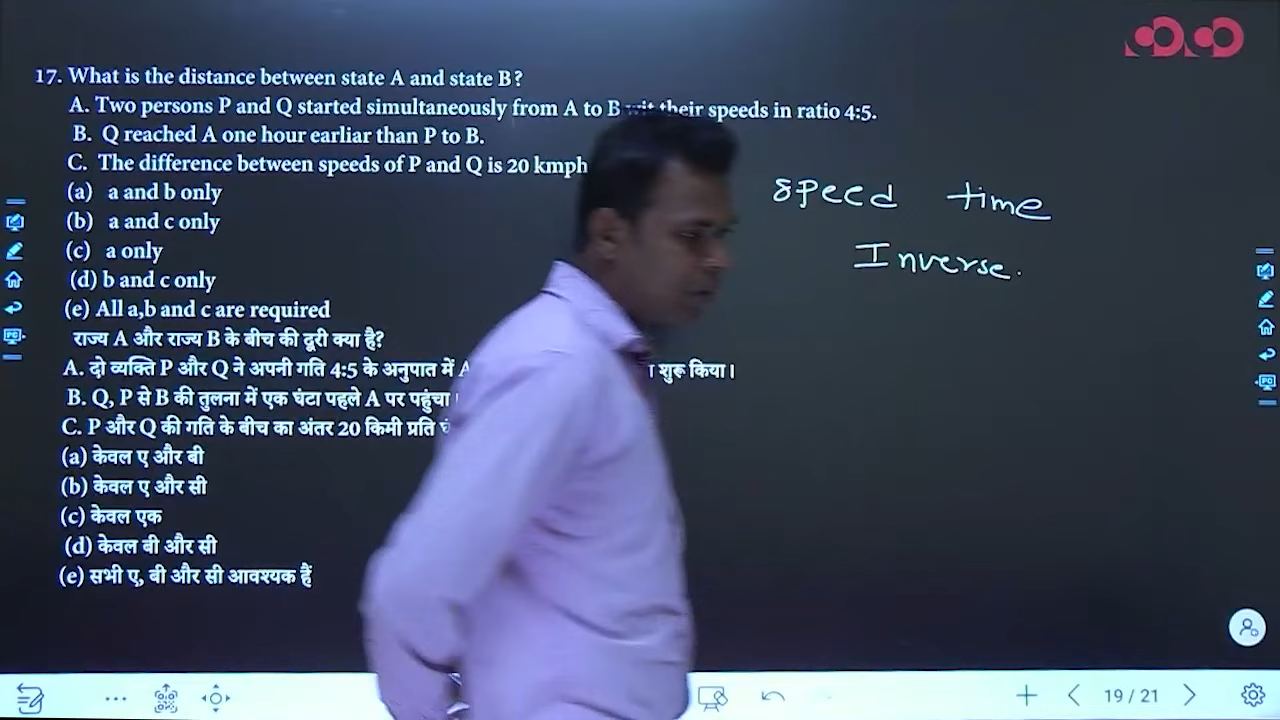 17. What is the distance between state A and state B?
A. Two persons P and Q started simultaneously from A to B wit their speeds in ratio 4:5.
B. Q reached A one hour earliar than P to B.
C. The difference between speeds of P and Q is 20 kmph
(a) a and b only
(b) a and c only
(c) a only
(d) b and c only
(e) All a,b and c are required
राज्य A और राज्य B के बीच की दूरी क्या है?
A. दो व्यक्ति P और Q ने अपनी गति 4:5 के अनुपात में A शुरू किया।
B. Q, P से B की तुलना में एक घंटा पहले A पर पहुंचा
C. P और Q की गति के बीच का अंतर 20 किमी प्रति
(a) केवल ए और बी
(b) केवल ए और सी
(c) केवल एक
(d) केवल बी और सी
(e) सभी ए, बी और सी आवश्यक हैं
speed time
Inverse.
19 / 21